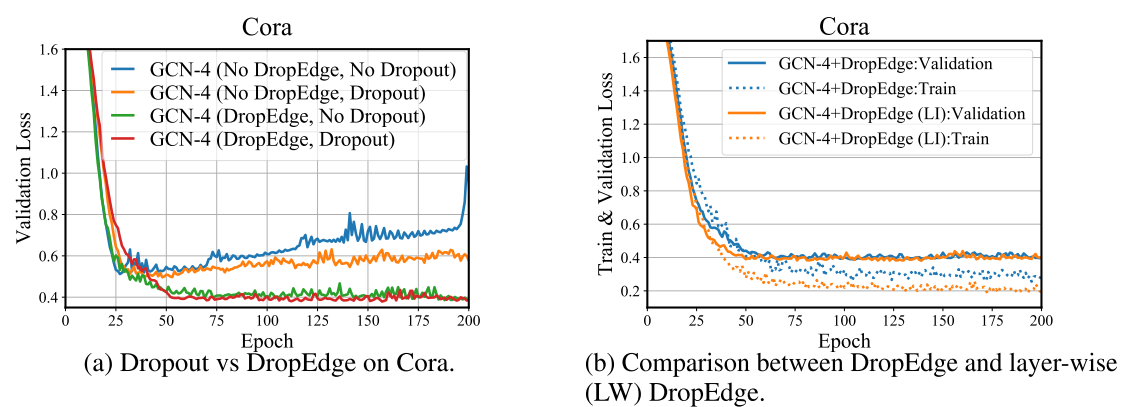 Cora
1.6
1.4
1.2
1.0
0.8
0.6
0.4
Validation Loss
GCN-4 (No DropEdge, No Dropout)
GCN-4 (No DropEdge, Dropout)
GCN-4 (DropEdge, No Dropout)
GCN-4 (DropEdge, Dropout)
0 25 50 75 100 125 150 175 200
Epoch
(a) Dropout vs DropEdge on Cora.
Cora
1.6
1.4
1.2
1.0
0.8
0.6
0.4
0.2
Train & Validation Loss
GCN-4+DropEdge:Validation
GCN-4+DropEdge:Train
GCN-4+DropEdge (LI):Validation
GCN-4+DropEdge (LI):Train
0 25 50 75 100 125 150 175 200
Epoch
(b) Comparison between DropEdge and layer-wise
(LW) DropEdge.